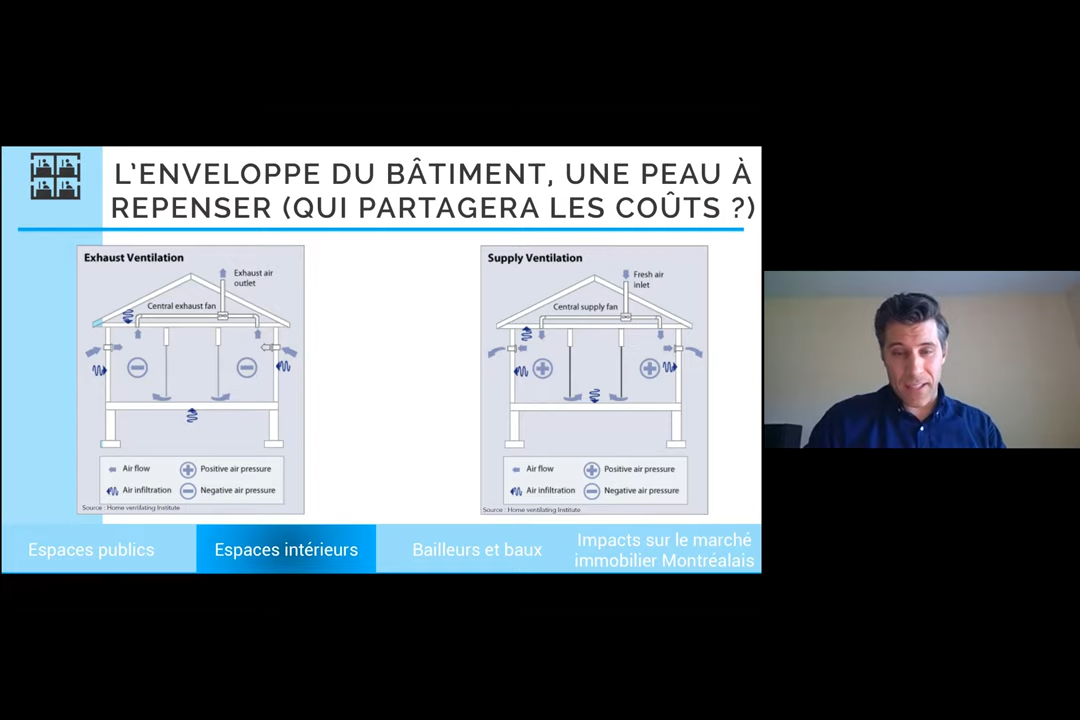 L'ENVELOPPE DU BÂTIMENT, UNE PEAU À
REPENSER (QUI PARTAGERA LES COÛTS ?)
Exhaust Ventilation
Exhaust air
outlet
Central exhaust fan
Air flow
Positive air pressure
Air infiltration
Negative air pressure
Source : Home ventilating Institute
Supply Ventilation
Fresh air
inlet
Central supply fan
Air flow
Positive air pressure
Air infiltration
Negative air pressure
Source : Home ventilating Institute
Espaces publics
Espaces intérieurs
Bailleurs et baux
Impacts sur le marché
immobilier Montréalais